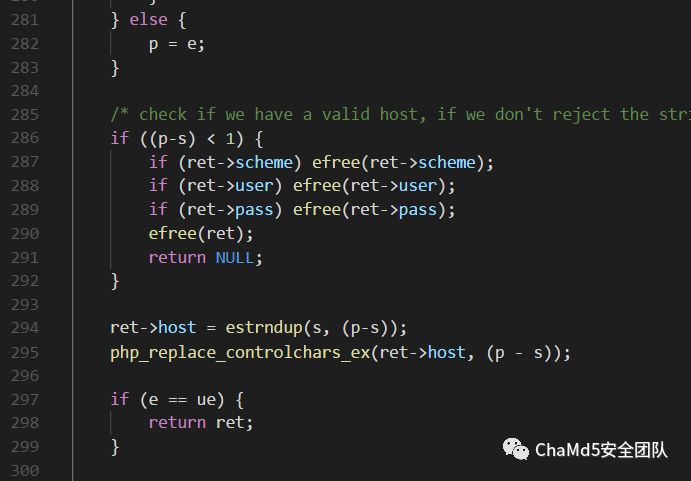 281 } else {
282 p = e;
283 }
284
285 /* check if we have a valid host, if we don't reject the
286 if ((p-s) < 1) {
287 if (ret->scheme) efree(ret->scheme);
288 if (ret->user) efree(ret->user);
289 if (ret->pass) efree(ret->pass);
290 efree(ret);
291 return NULL;
292 }
293
294 ret->host = estrndup(s, (p-s));
295 php_replace_controlchars_ex(ret->host, (p - s));
296
297 if (e == ue) {
298 return ret;
299 }
300
ChaMd5安全团队